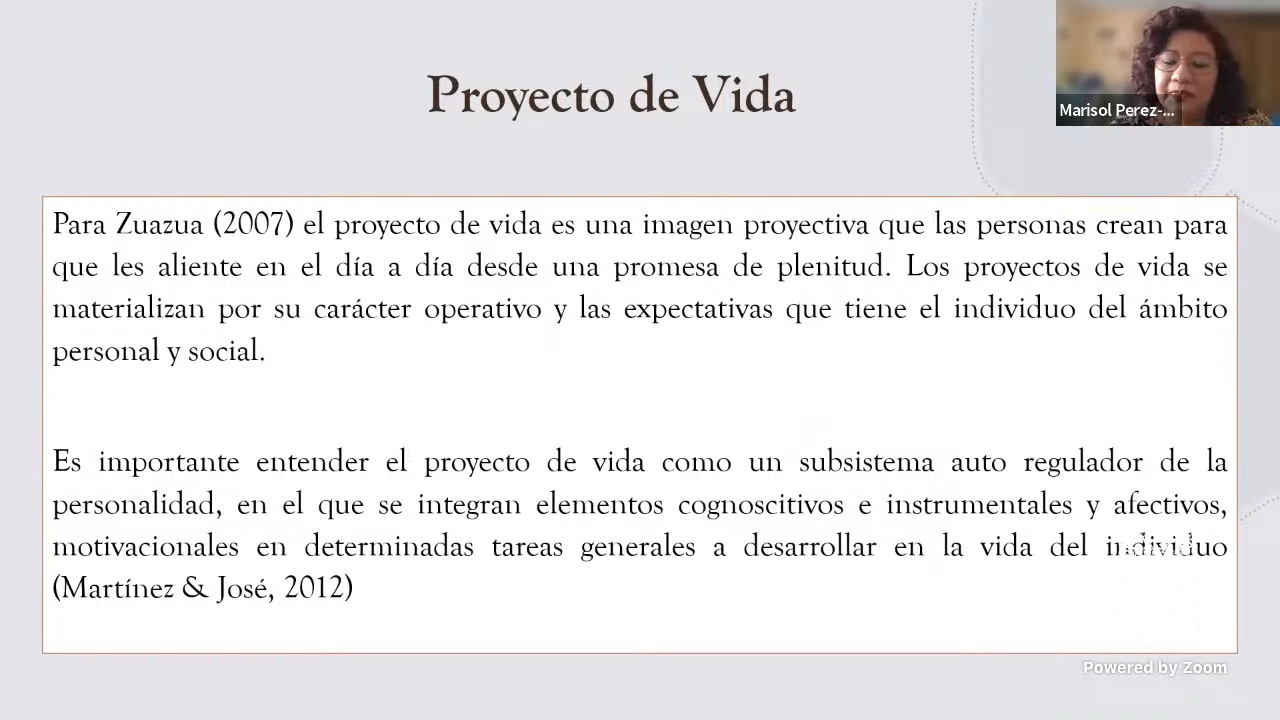 Proyecto de Vida
Marisol Perez-...
Para Zuazua (2007) el proyecto de vida es una imagen proyectiva que las personas crean para
que les aliente en el día a día desde una promesa de plenitud. Los proyectos de vida se
materializan por su carácter operativo y las expectativas que tiene el individuo del ámbito
personal y social.
Es importante entender el proyecto de vida como un subsistema auto regulador de la
personalidad, en el que se integran elementos cognoscitivos e instrumentales y afectivos,
motivacionales en determinadas tareas generales a desarrollar en la vida del individuo
(Martínez & José, 2012)
Powered by Zoom